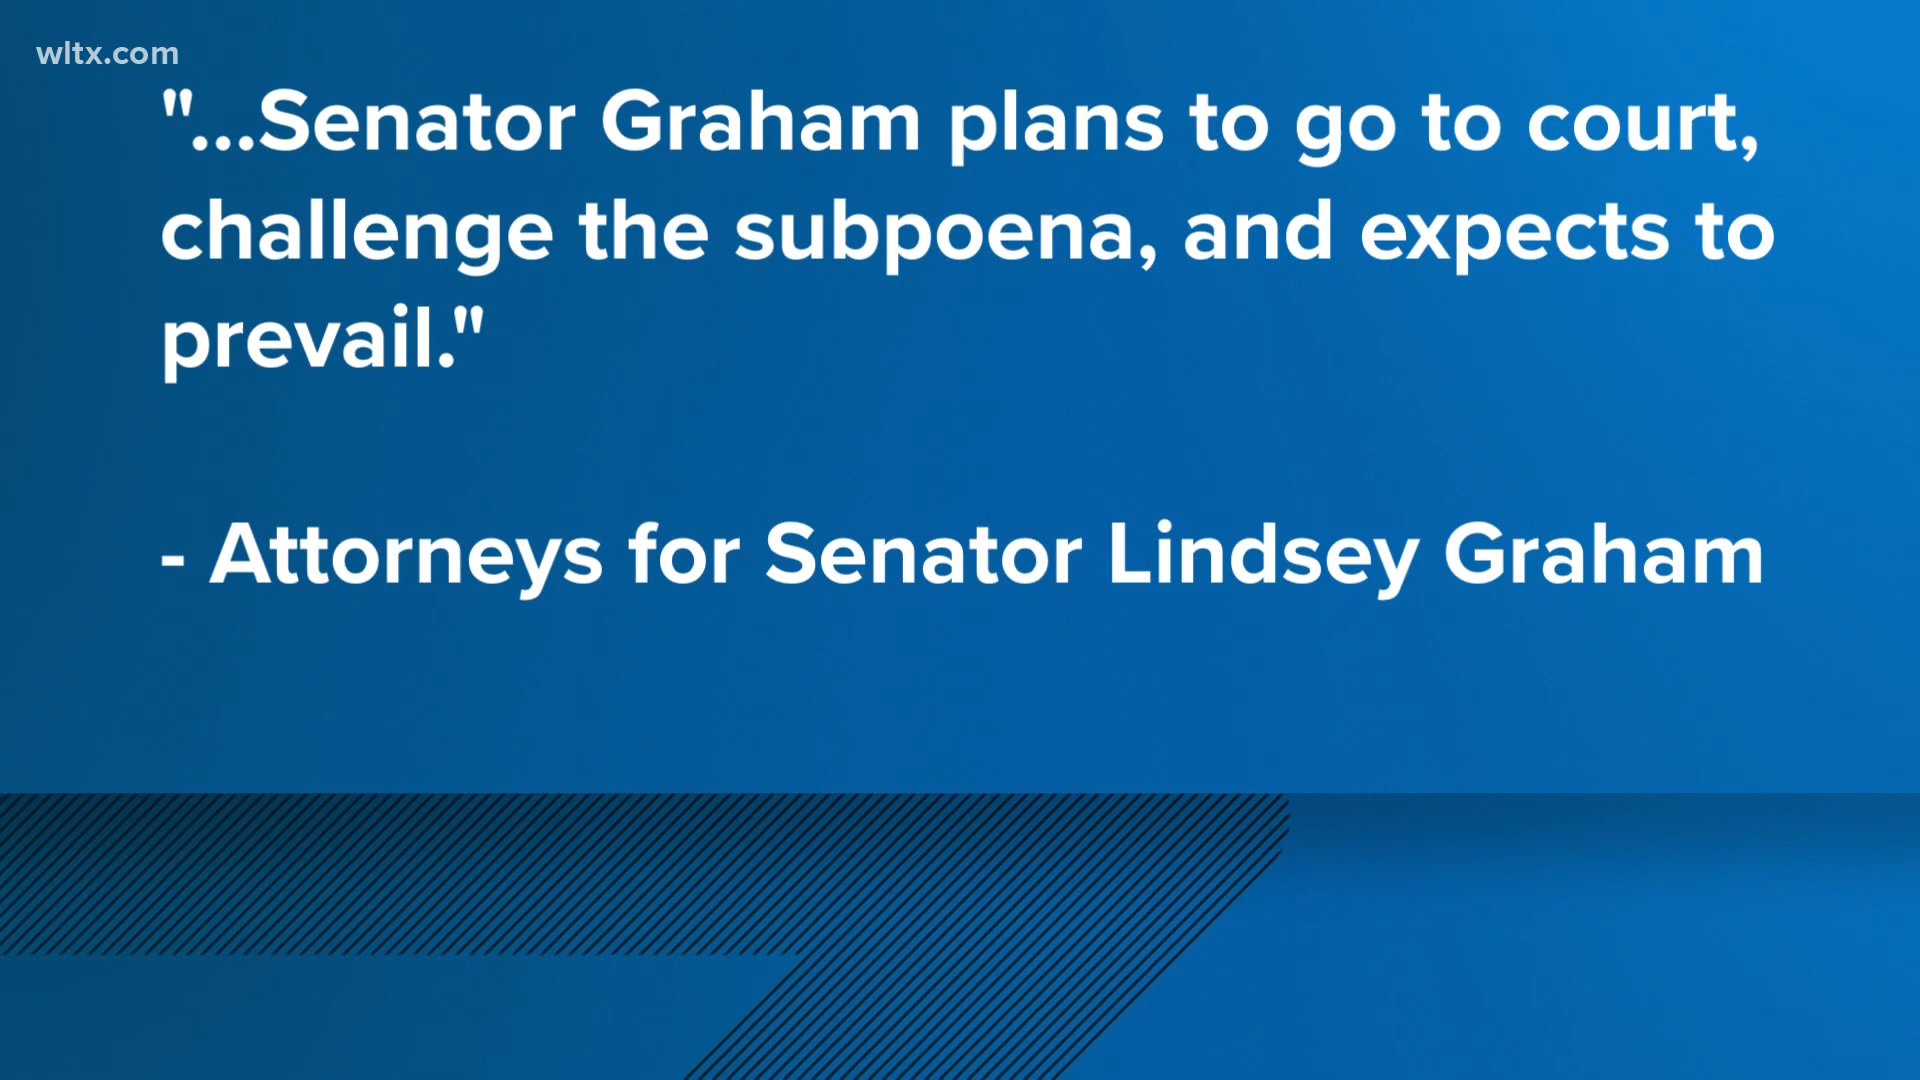 wltx.com
"...Senator Graham plans to go to court,
challenge the subpoena, and expects to
prevail."
- Attorneys for Senator Lindsey Graham